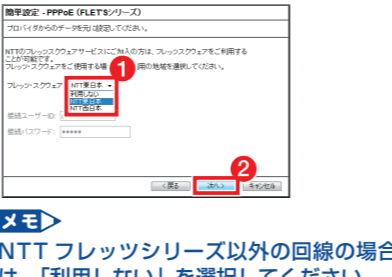 簡単設定 - PPPoE (FLET'Sシリーズ)
プロバイダからのデータを元に設定してください。
NTTのフレッツスクウェアサービスにご加入の方は、フレッツスクウェアをご利用する
ことが可能です。
フレッツ・スクウェアをご使用する場 1 用の地域を選択してください。
フレッツ・スクウェア NTT東日本
利用しない
NTT東日本
NTT西日本
接続ユーザーID:
接続パスワード: *****
2
<戻る 次へ> キャンセル
メモ
NTT フレッツシリーズ以外の回線の場合
は、「利用しない」を選択してください。